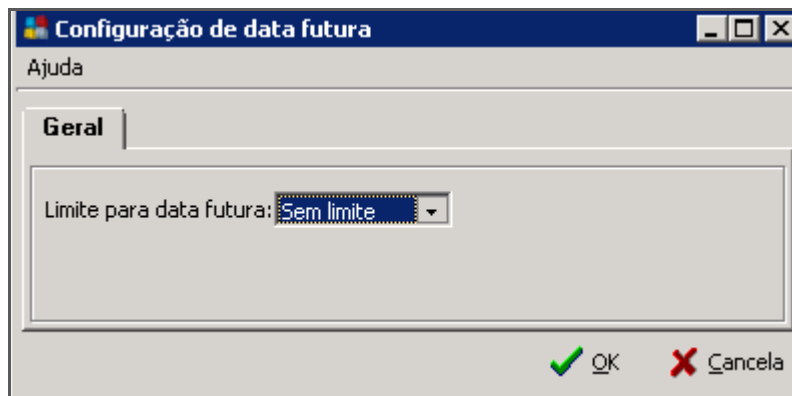 Configuração de data futura
Ajuda
Geral
Limite para data futura: Sem limite
OK Cancela